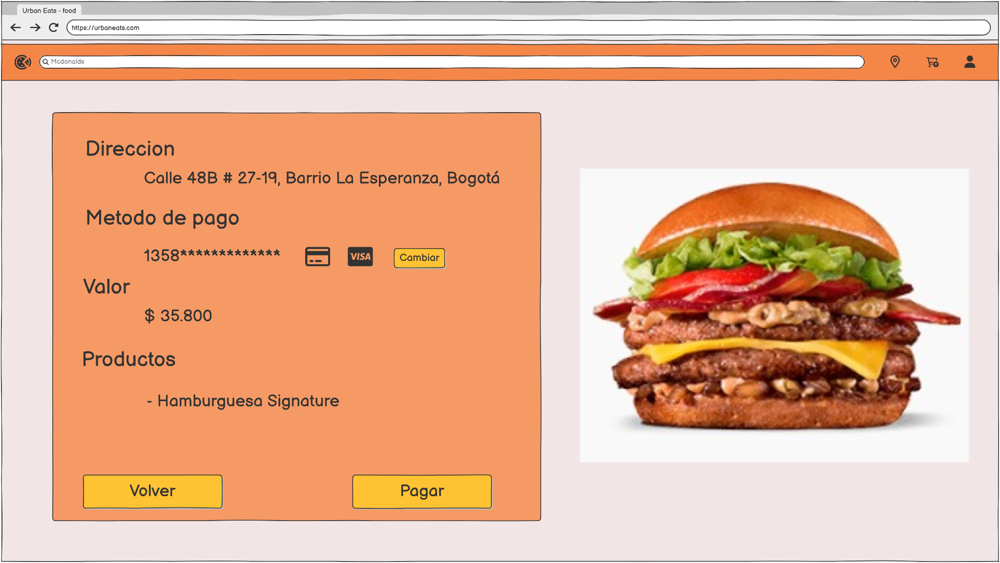 Urban Eats - food
https://urbaneats.com
Mcdonalds
Direccion
Calle 48B # 27-19, Barrio La Esperanza, Bogotá
Metodo de pago
1358************* VISA Cambiar
Valor
$ 35.800
Productos
- Hamburguesa Signature
Volver Pagar